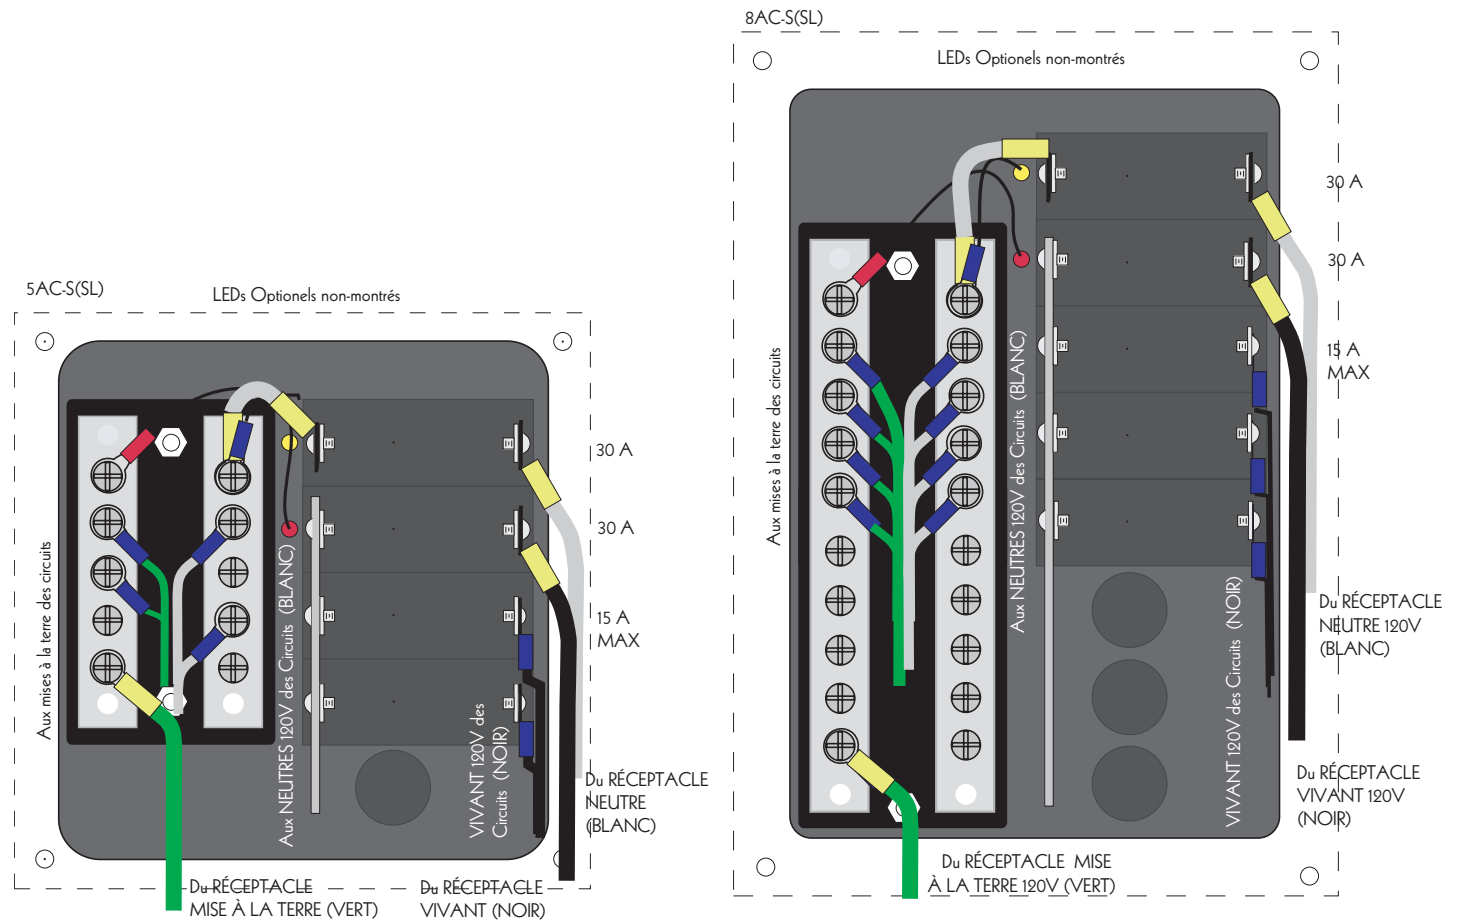 5AC-S(SL)
LEDs Optionels non-montrés
Aux mises à la terre des circuits
Aux NEUTRES 120V des Circuits (BLANC)
30 A
30 A
15 A
MAX
VIVANT 120V des
Circuits (NOIR)
Du RÉCEPTACLE
NEUTRE
(BLANC)
Du RÉCEPTACLE
MISE À LA TERRE (VERT)
Du RÉCEPTACLE
VIVANT (NOIR)
8AC-S(SL)
LEDs Optionels non-montrés
Aux mises à la terre des circuits
Aux NEUTRES 120V des Circuits (BLANC)
30 A
30 A
15 A
MAX
VIVANT 120V des Circuits (NOIR)
Du RÉCEPTACLE
NEUTRE 120V
(BLANC)
Du RÉCEPTACLE
VIVANT 120V
(NOIR)
Du RÉCEPTACLE MISE
À LA TERRE 120V (VERT)